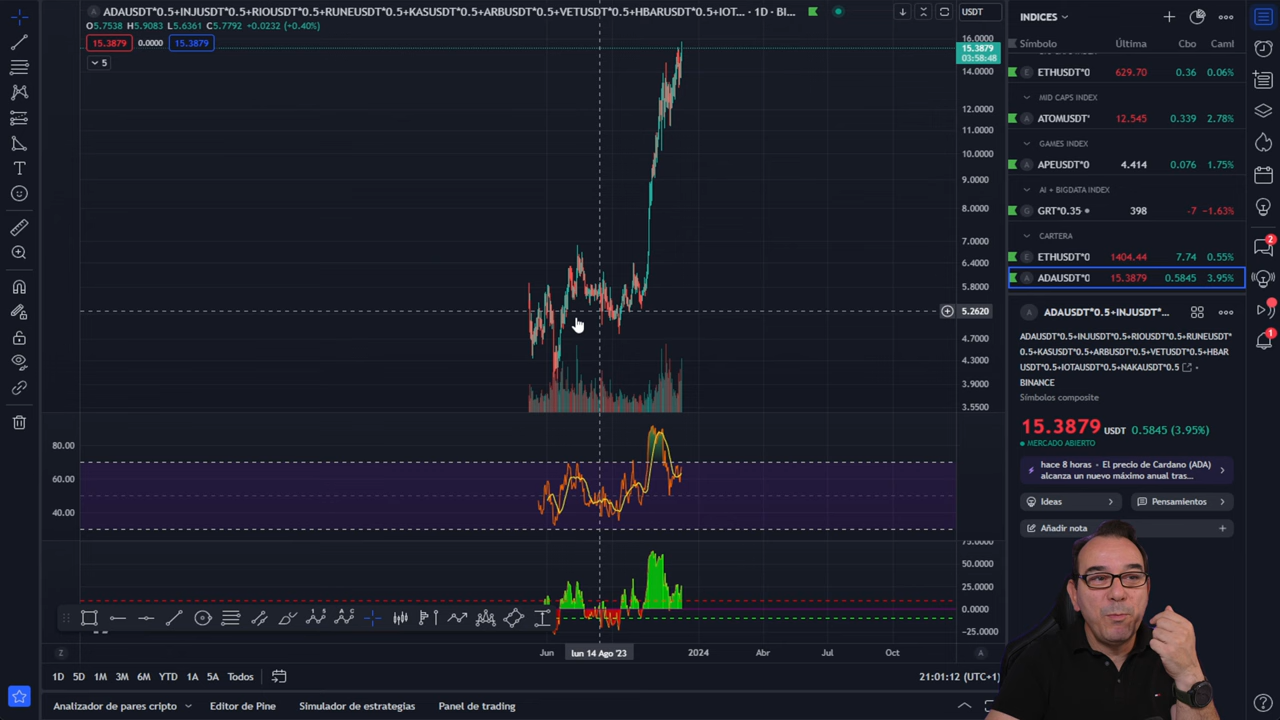 ADAUSDT*0.5+INJUSDT*0.5+RIOUSDT*0.5+RUNEUSDT*0.5+KASUSDT*0.5+ARBUSDT*0.5+VETUSDT*0.5+HBARUSDT*0.5+IOT... · 1D · BI...
USDT
O5.7538 H5.9083 L5.6361 C5.7792 +0.0232 (+0.40%)
15.3879 0.0000 15.3879
5
16.0000
15.3879
03:58:48
14.0000
12.0000
11.0000
10.0000
9.0000
8.0000
7.0000
6.4000
5.8000
5.2620
4.7000
4.3000
3.9000
3.5500
80.00
60.00
40.00
75.0000
50.0000
25.0000
0.0000
−25.0000
Z
Jun
lun 14 Ago '23
2024
Abr
Jul
Oct
A
1D 5D 1M 3M 6M YTD 1A 5A Todos
21:01:12 (UTC+1)
Analizador de pares cripto
Editor de Pine
Simulador de estrategias
Panel de trading
INDICES
Símbolo Última Cbo Cam
ETHUSDT*0 629.70 0.36 0.06%
MID CAPS INDEX
ATOMUSDT* 12.545 0.339 2.78%
GAMES INDEX
APEUSDT*0 4.414 0.076 1.75%
AI + BIGDATA INDEX
GRT*0.35 398 −7 −1.63%
CARTERA
ETHUSDT*0 1404.44 7.74 0.55%
ADAUSDT*0 15.3879 0.5845 3.95%
ADAUSDT*0.5+INJUSDT*...
ADAUSDT*0.5+INJUSDT*0.5+RIOUSDT*0.5+RUNEUSDT
*0.5+KASUSDT*0.5+ARBUSDT*0.5+VETUSDT*0.5+HBAR
USDT*0.5+IOTAUSDT*0.5+NAKAUSDT*0.5 •
BINANCE
Símbolos composite
15.3879 USDT 0.5845 (3.95%)
MERCADO ABIERTO
hace 8 horas • El precio de Cardano (ADA)
alcanza un nuevo máximo anual tras...
Ideas
Pensamientos
Añadir nota
2
1